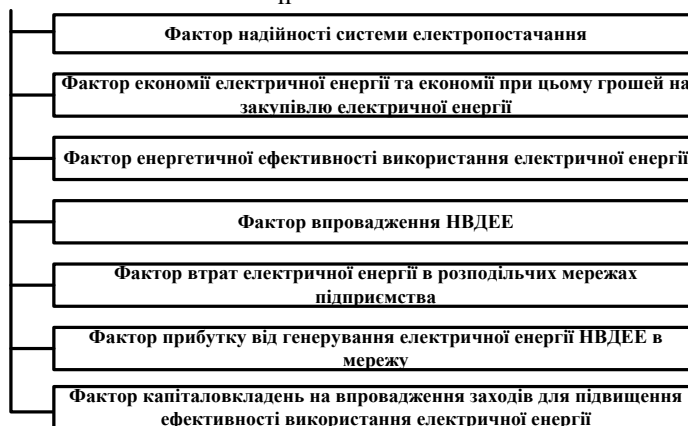 Фактор надійності системи електропостачання
Фактор економії електричної енергії та економії при цьому грошей на
закупівлю електричної енергії
Фактор енергетичної ефективності використання електричної енергії
Фактор впровадження НВДЕЕ
Фактор втрат електричної енергії в розподільчих мережах
підприємства
Фактор прибутку від генерування електричної енергії НВДЕЕ в
мережу
Фактор капіталовкладень на впровадження заходів для підвищення
ефективності використання електричної енергії